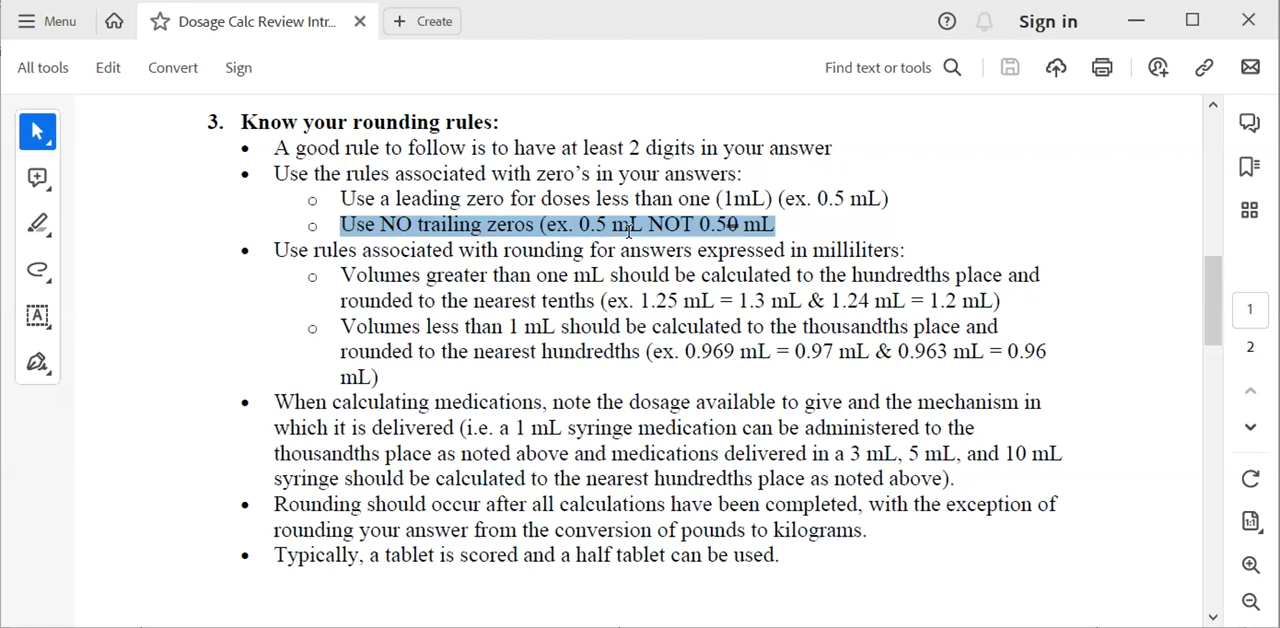 Menu
Dosage Calc Review Intr...
+ Create
Sign in
All tools
Edit
Convert
Sign
Find text or tools
3. Know your rounding rules:
• A good rule to follow is to have at least 2 digits in your answer
• Use the rules associated with zero's in your answers:
o Use a leading zero for doses less than one (1mL) (ex. 0.5 mL)
o Use NO trailing zeros (ex. 0.5 mL NOT 0.50 mL
• Use rules associated with rounding for answers expressed in milliliters:
o Volumes greater than one mL should be calculated to the hundredths place and
rounded to the nearest tenths (ex. 1.25 mL = 1.3 mL & 1.24 mL = 1.2 mL)
o Volumes less than 1 mL should be calculated to the thousandths place and
rounded to the nearest hundredths (ex. 0.969 mL = 0.97 mL & 0.963 mL = 0.96
mL)
• When calculating medications, note the dosage available to give and the mechanism in
which it is delivered (i.e. a 1 mL syringe medication can be administered to the
thousandths place as noted above and medications delivered in a 3 mL, 5 mL, and 10 mL
syringe should be calculated to the nearest hundredths place as noted above).
• Rounding should occur after all calculations have been completed, with the exception of
rounding your answer from the conversion of pounds to kilograms.
• Typically, a tablet is scored and a half tablet can be used.
1
2